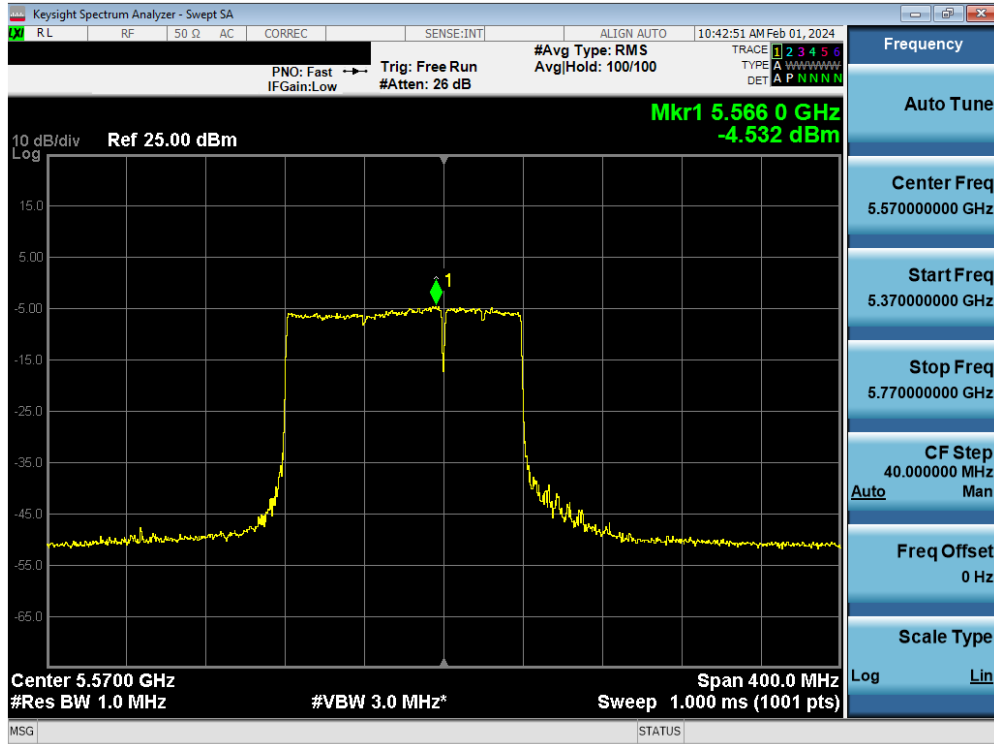 Keysight Spectrum Analyzer - Swept SA
LXI RL RF 50 Ω AC CORREC SENSE:INT ALIGN AUTO 10:42:51 AM Feb 01, 2024
PNO: Fast
IFGain:Low
Trig: Free Run
#Atten: 26 dB
#Avg Type: RMS
Avg|Hold: 100/100
TRACE 1 2 3 4 5 6
TYPE A WWWWW
DET A P N N N N
Mkr1 5.566 0 GHz
-4.532 dBm
10 dB/div Ref 25.00 dBm
Log
15.0
5.00
-5.00
-15.0
-25.0
-35.0
-45.0
-55.0
-65.0
1
Center 5.5700 GHz Span 400.0 MHz
#Res BW 1.0 MHz #VBW 3.0 MHz* Sweep 1.000 ms (1001 pts)
MSG STATUS
Frequency
Auto Tune
Center Freq
5.570000000 GHz
Start Freq
5.370000000 GHz
Stop Freq
5.770000000 GHz
CF Step
40.000000 MHz
Auto Man
Freq Offset
0 Hz
Scale Type
Log Lin